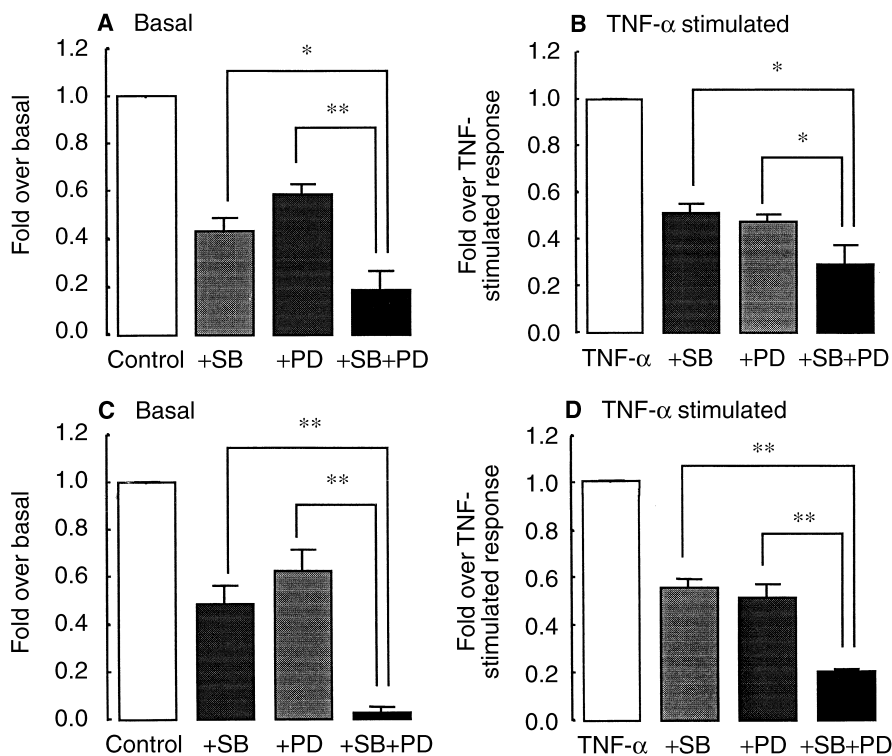 A Basal
Fold over basal
1.2
1.0
0.8
0.6
0.4
0.2
0.0
*
**
Control +SB +PD +SB+PD
B TNF-α stimulated
Fold over TNF-
stimulated response
1.2
1.0
0.8
0.6
0.4
0.2
0.0
*
*
TNF-α +SB +PD +SB+PD
C Basal
Fold over basal
1.2
1.0
0.8
0.6
0.4
0.2
0.0
**
**
Control +SB +PD +SB+PD
D TNF-α stimulated
Fold over TNF-
stimulated response
1.2
1.0
0.8
0.6
0.4
0.2
0.0
**
**
TNF-α +SB +PD +SB+PD